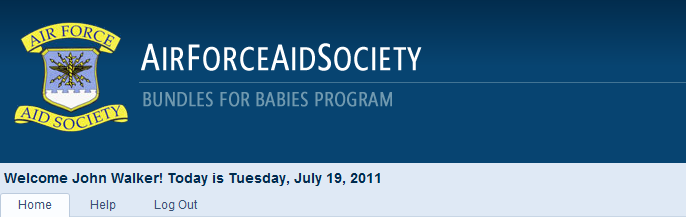 AIR FORCE
AID SOCIETY
AIRFORCEAIDSOCIETY
BUNDLES FOR BABIES PROGRAM
Welcome John Walker! Today is Tuesday, July 19, 2011
Home Help Log Out